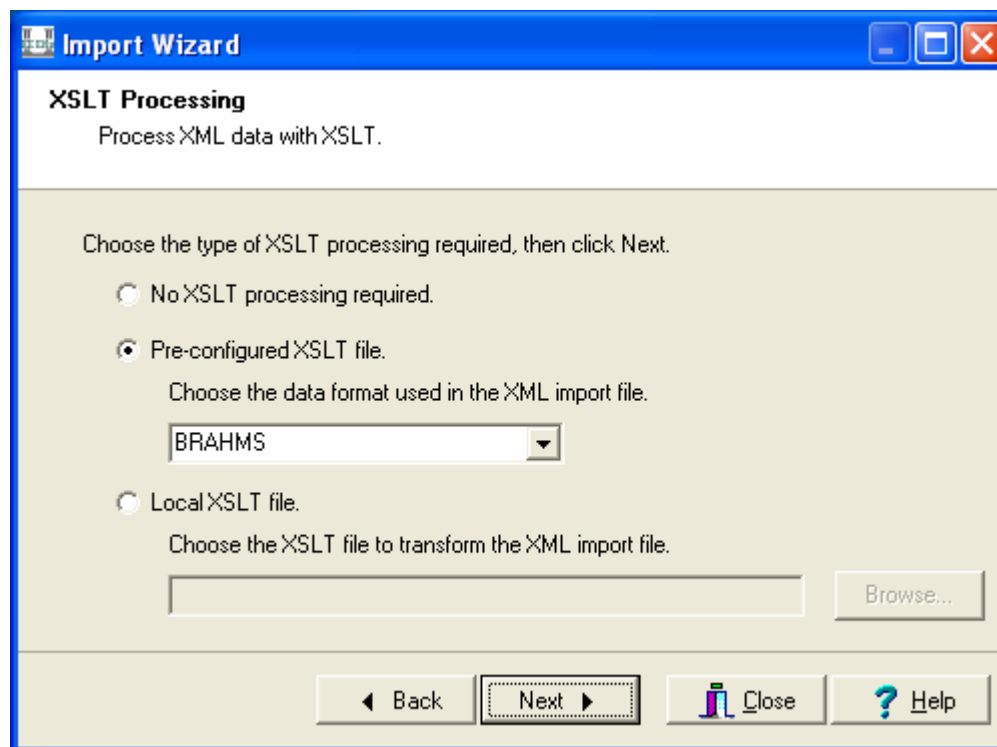 Import Wizard
XSLT Processing
Process XML data with XSLT.
Choose the type of XSLT processing required, then click Next.
No XSLT processing required.
Pre-configured XSLT file.
Choose the data format used in the XML import file.
BRAHMS
Local XSLT file.
Choose the XSLT file to transform the XML import file.
Browse...
Back Next Close Help